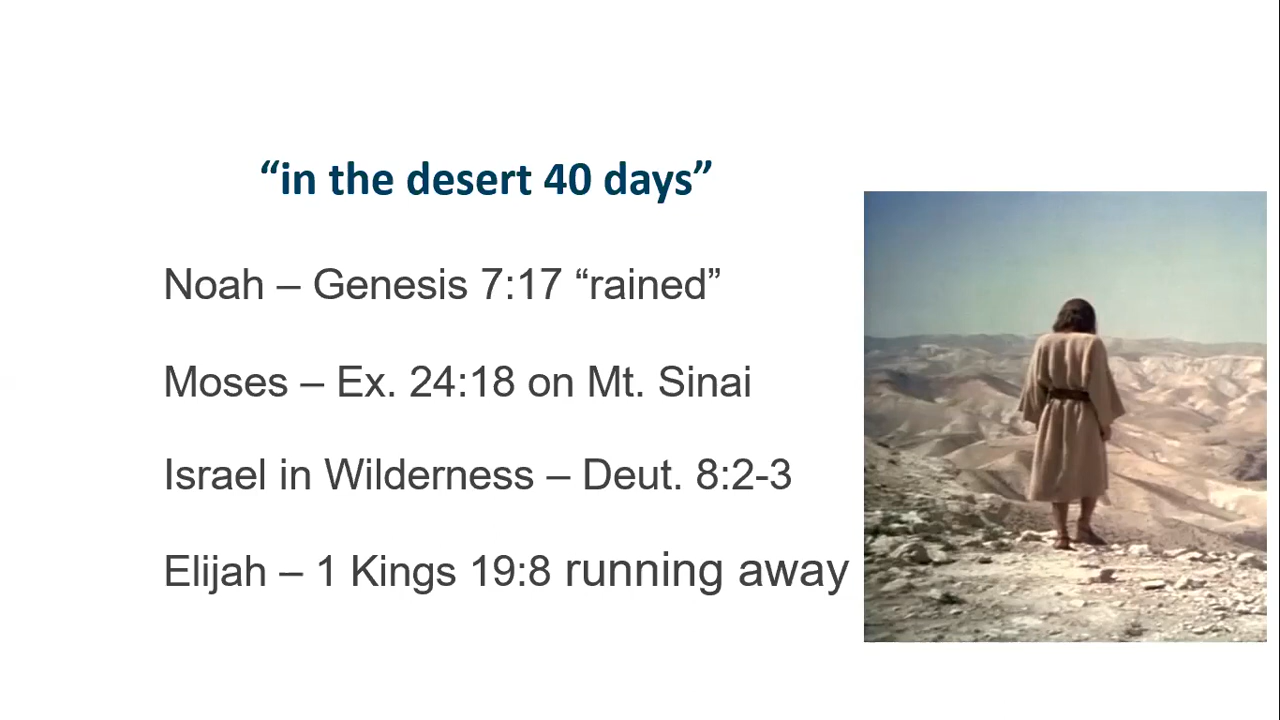 “in the desert 40 days”
Noah – Genesis 7:17 “rained”
Moses – Ex. 24:18 on Mt. Sinai
Israel in Wilderness – Deut. 8:2-3
Elijah – 1 Kings 19:8 running away